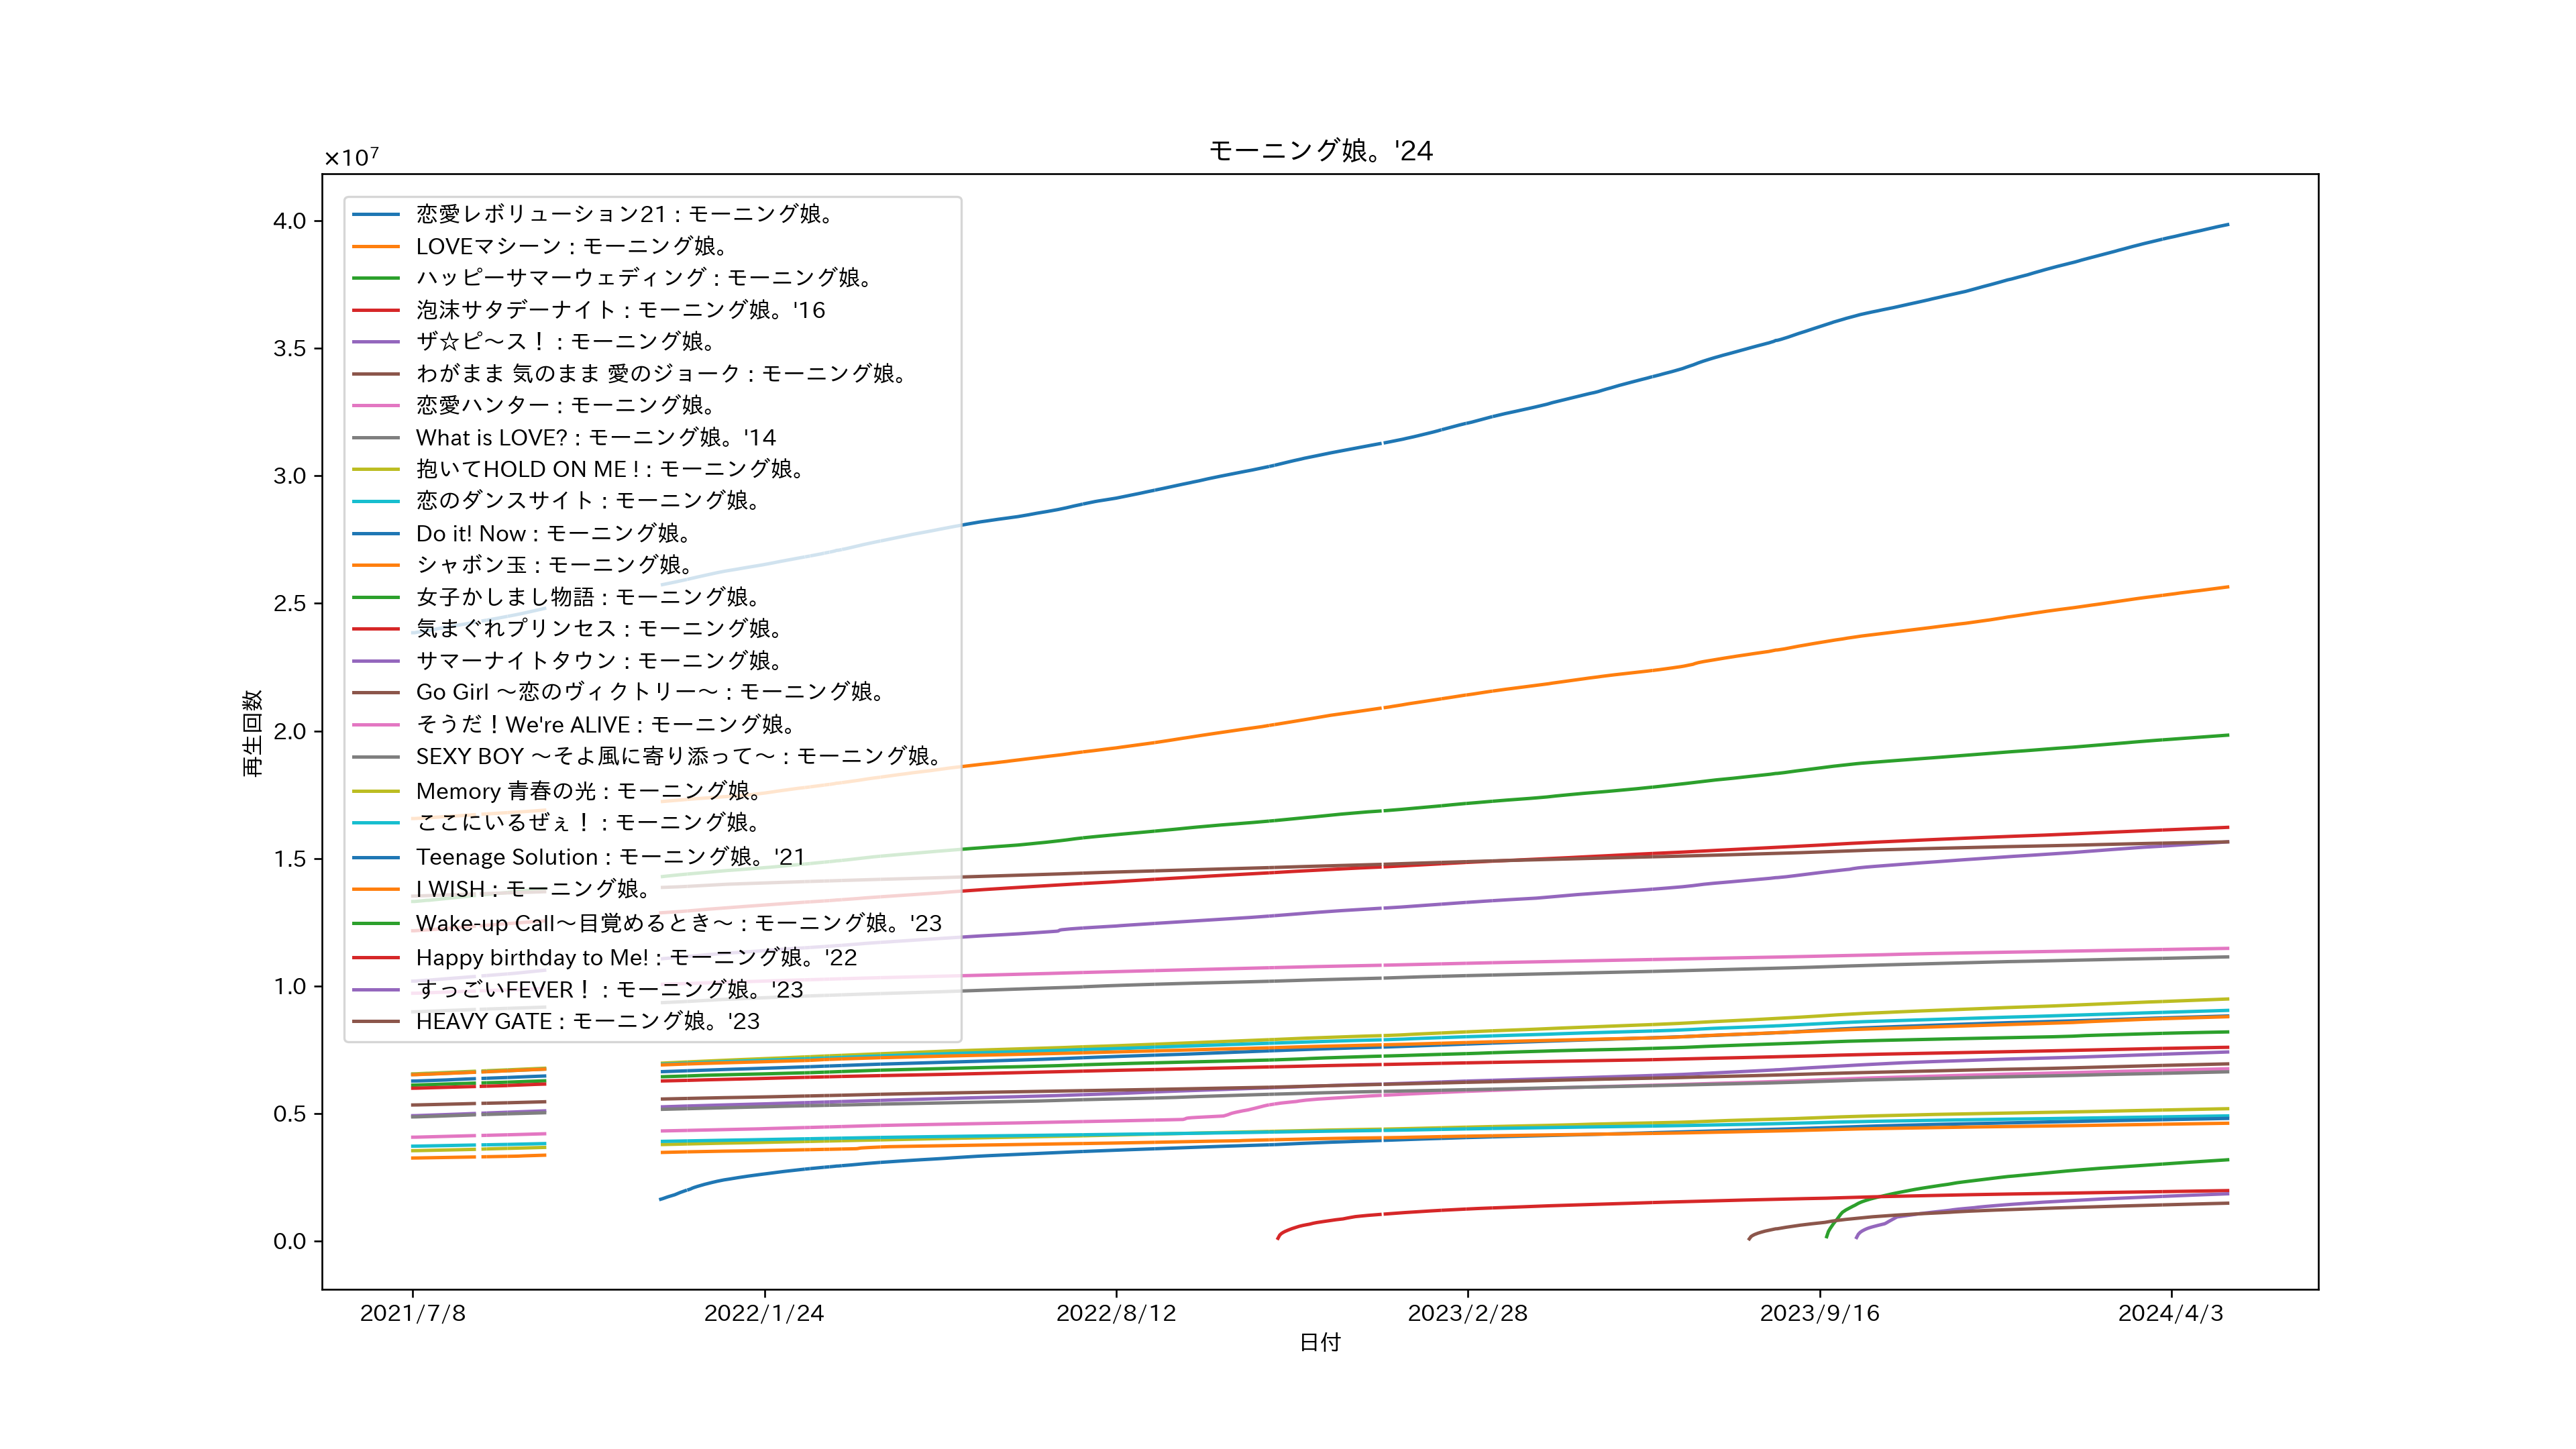 モーニング娘。'24
×10⁷
4.0
3.5
3.0
2.5
2.0
1.5
1.0
0.5
0.0
再生回数
恋愛レボリューション21 : モーニング娘。
LOVEマシーン : モーニング娘。
ハッピーサマーウェディング : モーニング娘。
泡沫サタデーナイト : モーニング娘。'16
ザ☆ピ〜ス！ : モーニング娘。
わがまま 気のまま 愛のジョーク : モーニング娘。
恋愛ハンター : モーニング娘。
What is LOVE? : モーニング娘。'14
抱いてHOLD ON ME ! : モーニング娘。
恋のダンスサイト : モーニング娘。
Do it! Now : モーニング娘。
シャボン玉 : モーニング娘。
女子かしまし物語 : モーニング娘。
気まぐれプリンセス : モーニング娘。
サマーナイトタウン : モーニング娘。
Go Girl 〜恋のヴィクトリー〜 : モーニング娘。
そうだ！We're ALIVE : モーニング娘。
SEXY BOY 〜そよ風に寄り添って〜 : モーニング娘。
Memory 青春の光 : モーニング娘。
ここにいるぜぇ！ : モーニング娘。
Teenage Solution : モーニング娘。'21
I WISH : モーニング娘。
Wake-up Call〜目覚めるとき〜 : モーニング娘。'23
Happy birthday to Me! : モーニング娘。'22
すっごいFEVER！ : モーニング娘。'23
HEAVY GATE : モーニング娘。'23
2021/7/8
2022/1/24
2022/8/12
2023/2/28
2023/9/16
2024/4/3
日付